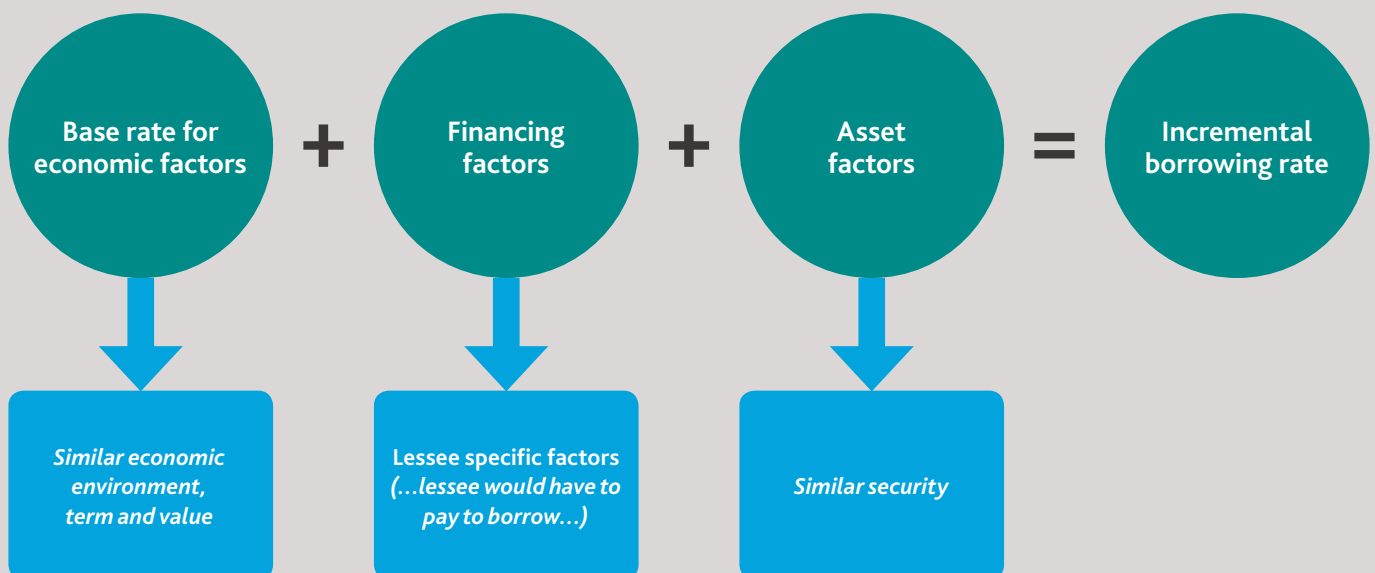 Base rate for
economic factors
+
Financing
factors
+
Asset
factors
=
Incremental
borrowing rate
Similar economic
environment,
term and value
Lessee specific factors
(...lessee would have to
pay to borrow...)
Similar security